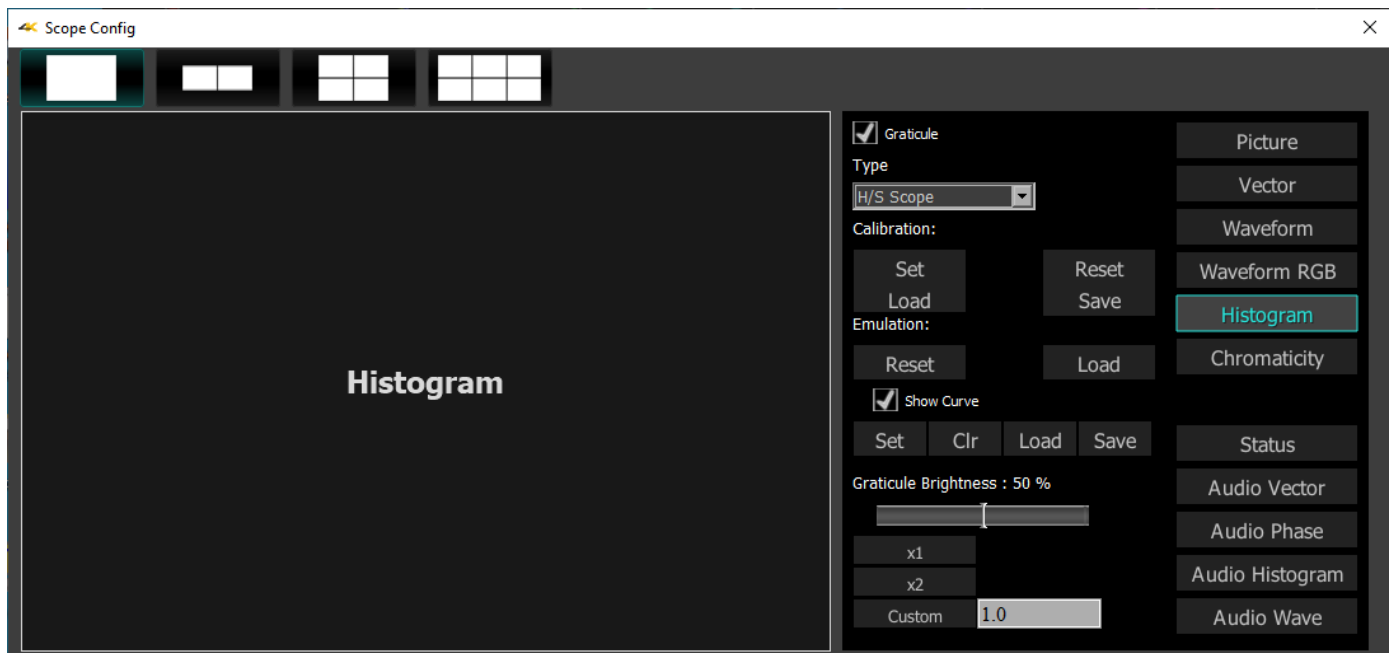 4K Scope Config
Graticule
Type
H/S Scope
Calibration:
Set Reset
Load Save
Emulation:
Reset Load
Show Curve
Set Clr Load Save
Graticule Brightness : 50 %
x1
x2
Custom 1.0
Picture
Vector
Waveform
Waveform RGB
Histogram
Chromaticity
Status
Audio Vector
Audio Phase
Audio Histogram
Audio Wave
Histogram